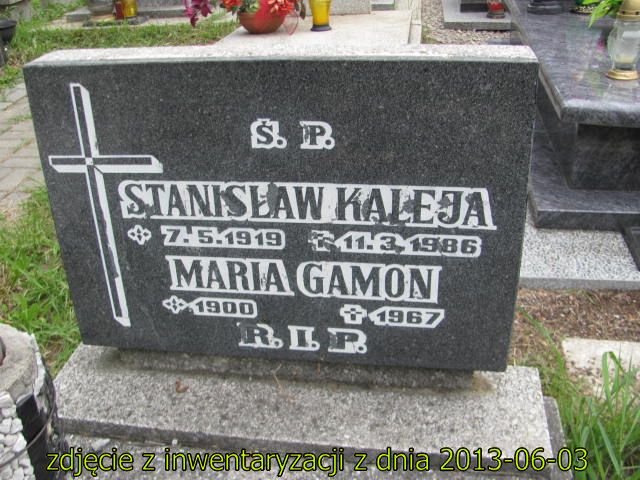 Ś. P.
STANISŁAW KALEJA
7.5.1919 11.3.1986
MARIA GAMON
1900 1967
R. I. P.
zdjęcie z inwentaryzacji z dnia 2013-06-03